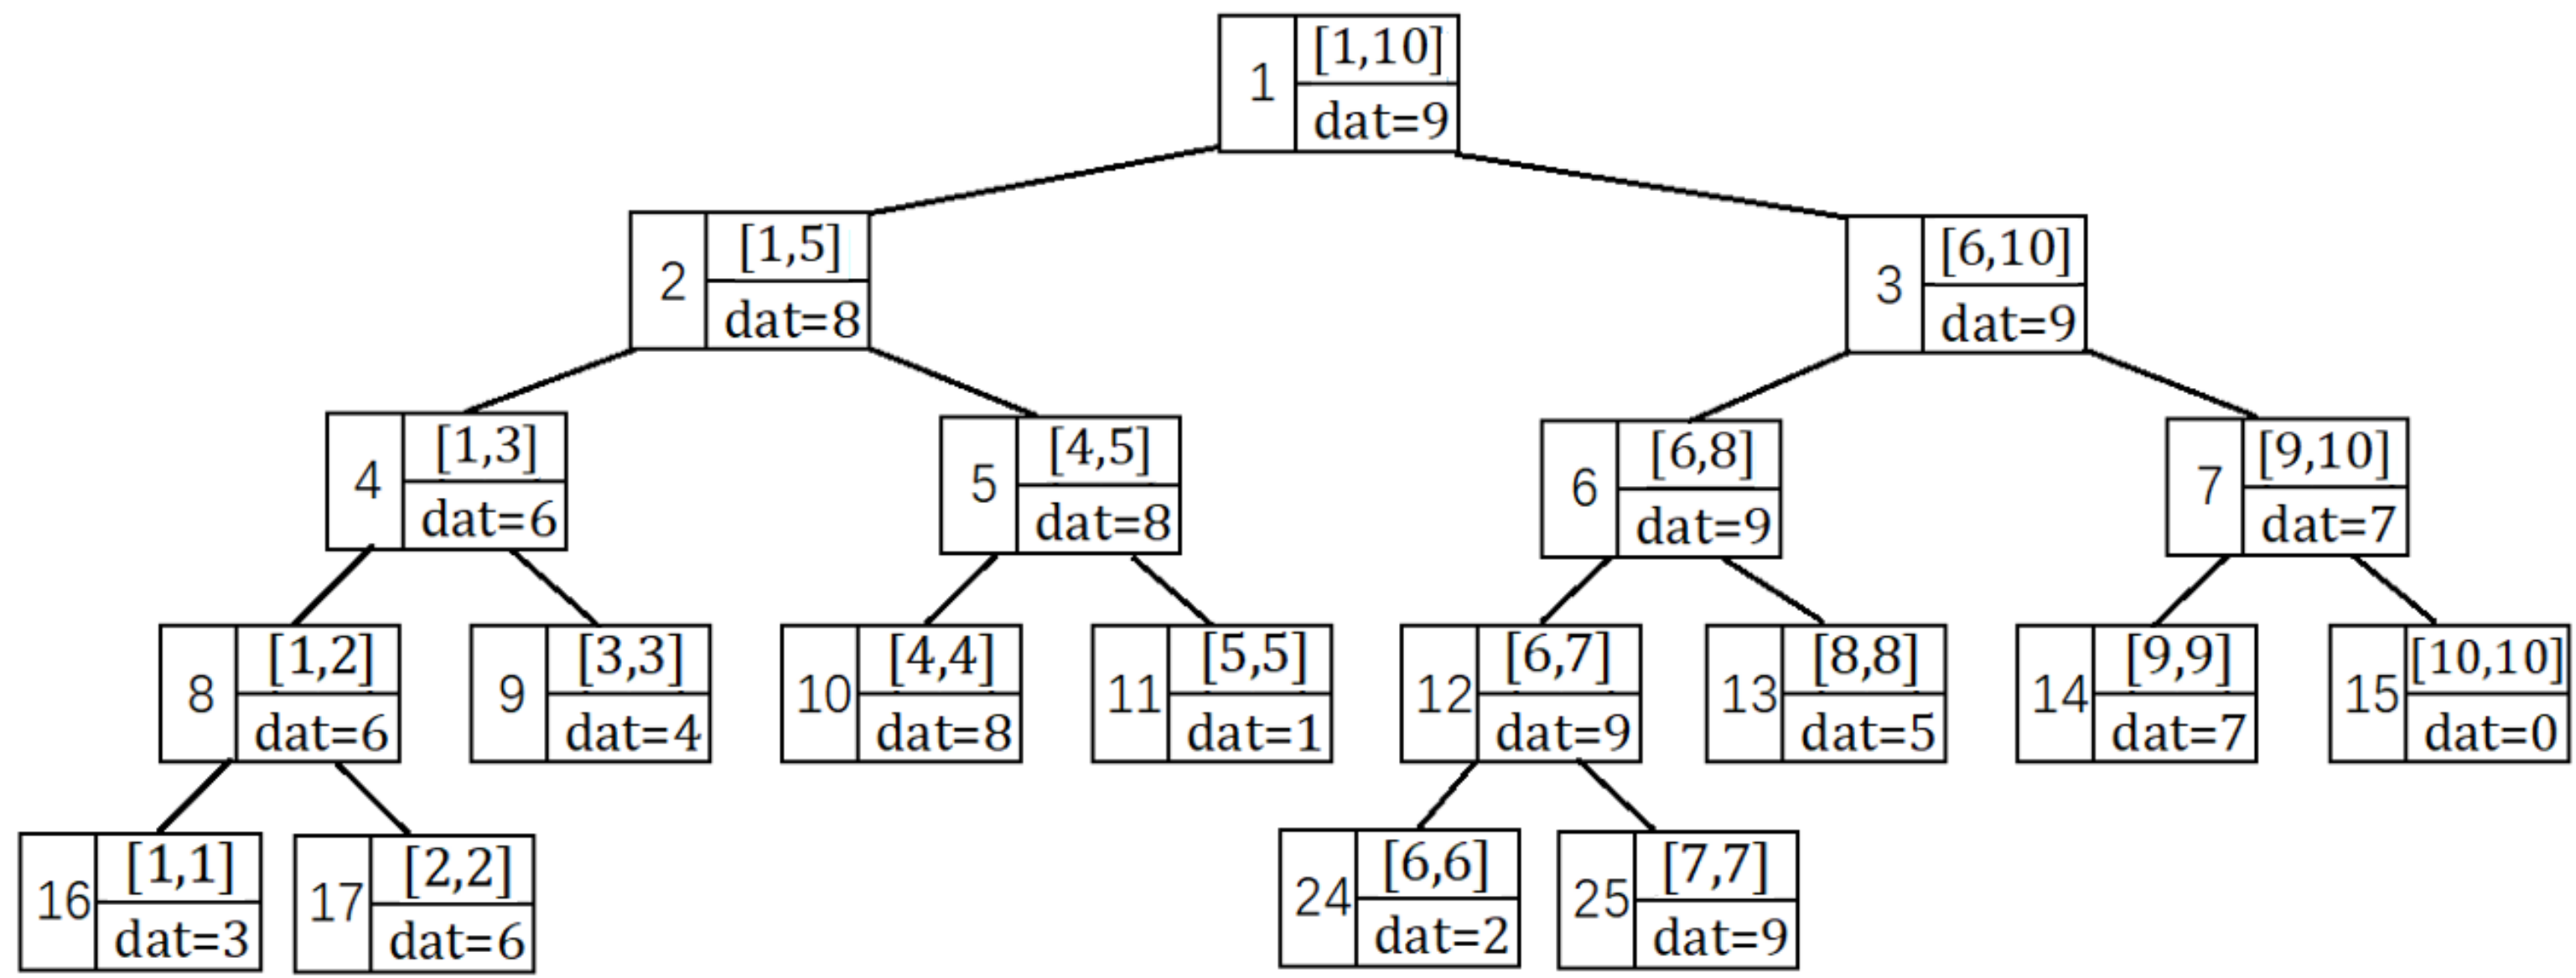 1
[1,10]
dat=9
2
[1,5]
dat=8
3
[6,10]
dat=9
4
[1,3]
dat=6
5
[4,5]
dat=8
6
[6,8]
dat=9
7
[9,10]
dat=7
8
[1,2]
dat=6
9
[3,3]
dat=4
10
[4,4]
dat=8
11
[5,5]
dat=1
12
[6,7]
dat=9
13
[8,8]
dat=5
14
[9,9]
dat=7
15
[10,10]
dat=0
16
[1,1]
dat=3
17
[2,2]
dat=6
24
[6,6]
dat=2
25
[7,7]
dat=9